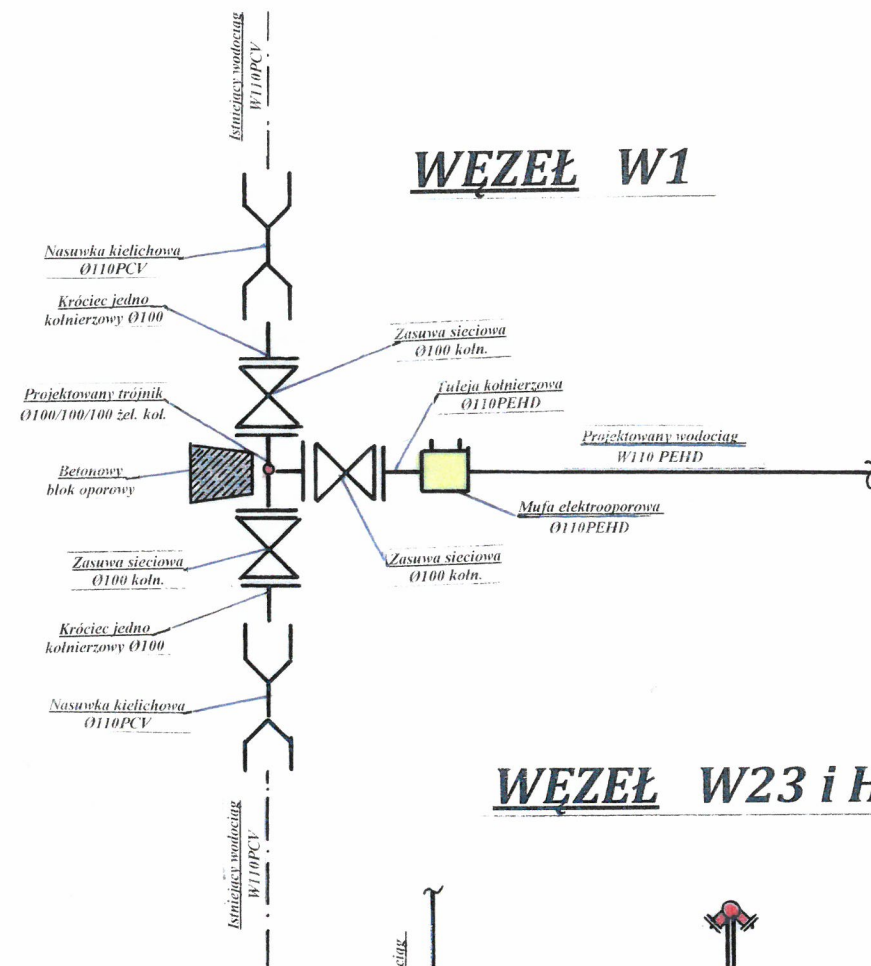 Istniejący wodociąg
W110PCV
WĘZEŁ W1
Nasuwka kielichowa
Ø110PCV
Króciec jedno
kołnierzowy Ø100
Zasuwa sieciowa
Ø100 kołn.
Projektowany trójnik
Ø100/100/100 żel. koł.
Tuleja kołnierzowa
Ø110PEHD
Projektowany wodociąg
W110 PEHD
Betonowy
blok oporowy
Mufa elektrooporowa
Ø110PEHD
Zasuwa sieciowa
Ø100 kołn.
Zasuwa sieciowa
Ø100 kołn.
Króciec jedno
kołnierzowy Ø100
Nasuwka kielichowa
Ø110PCV
WĘZEŁ W23 i H
Istniejący wodociąg
W110PCV
ciąg